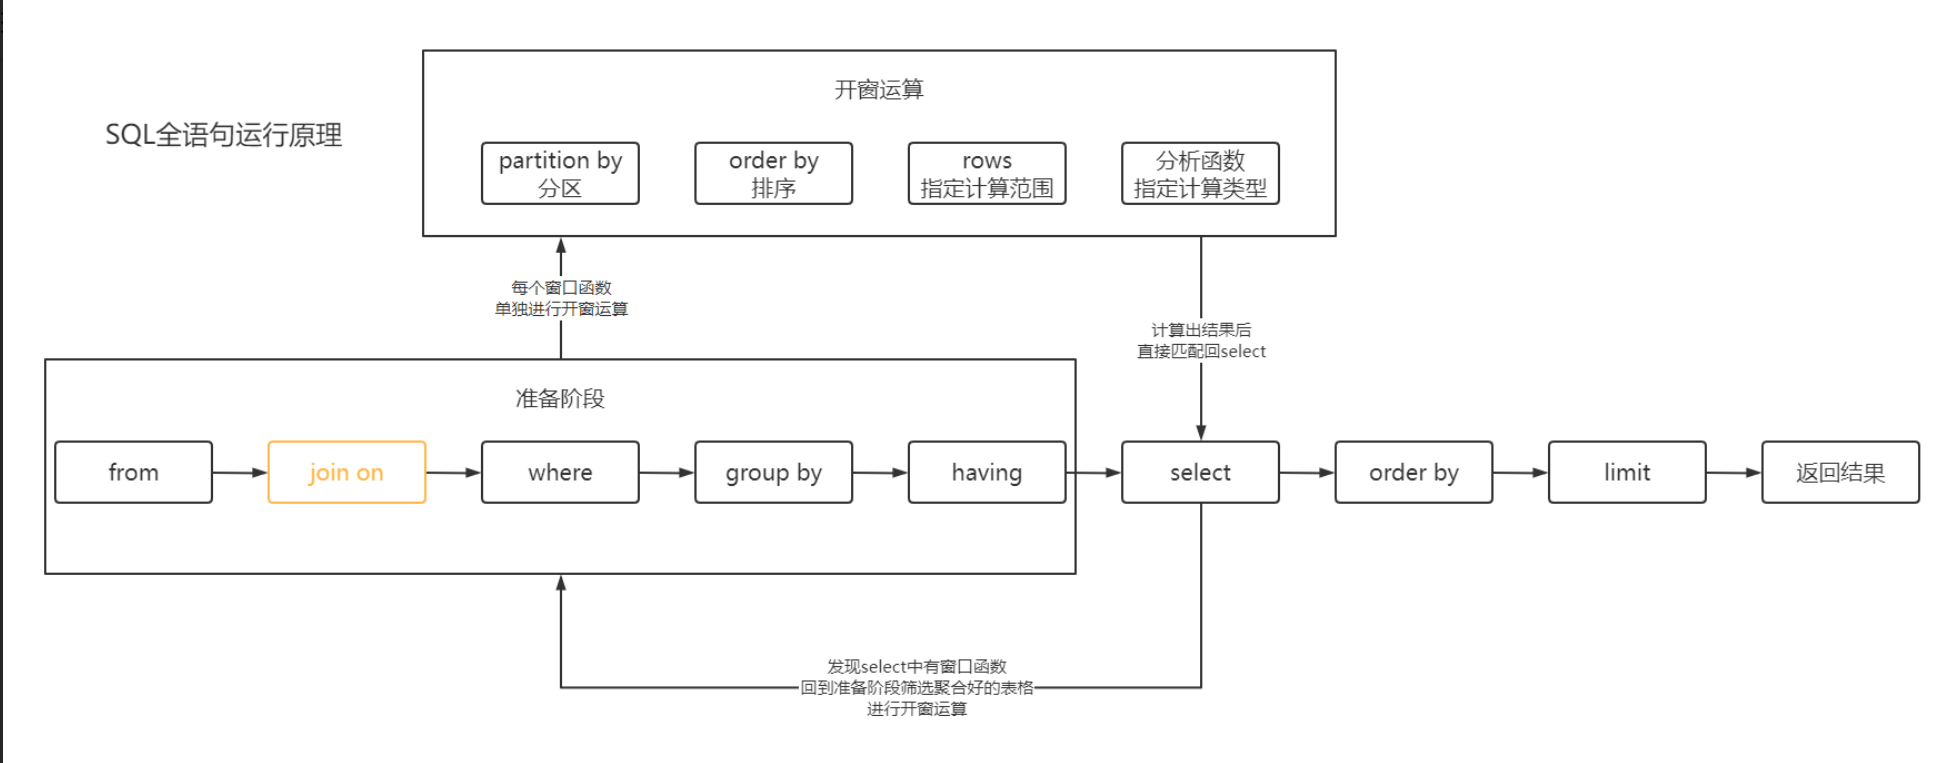 SQL全语句运行原理
开窗运算
partition by
分区
order by
排序
rows
指定计算范围
分析函数
指定计算类型
每个窗口函数
单独进行开窗运算
计算出结果后
直接匹配回select
准备阶段
from
join on
where
group by
having
select
order by
limit
返回结果
发现select中有窗口函数
回到准备阶段筛选聚合好的表格
进行开窗运算